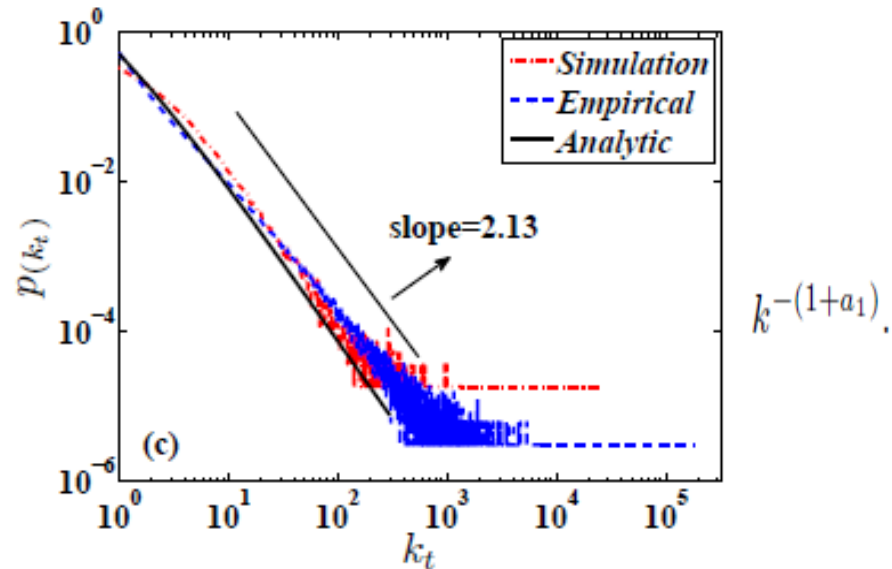 10^0
Simulation
Empirical
Analytic
10^-2
slope=2.13
p(k_t)
10^-4
k^-(1+a_1).
(c)
10^-6
10^0 10^1 10^2 10^3 10^4 10^5
k_t